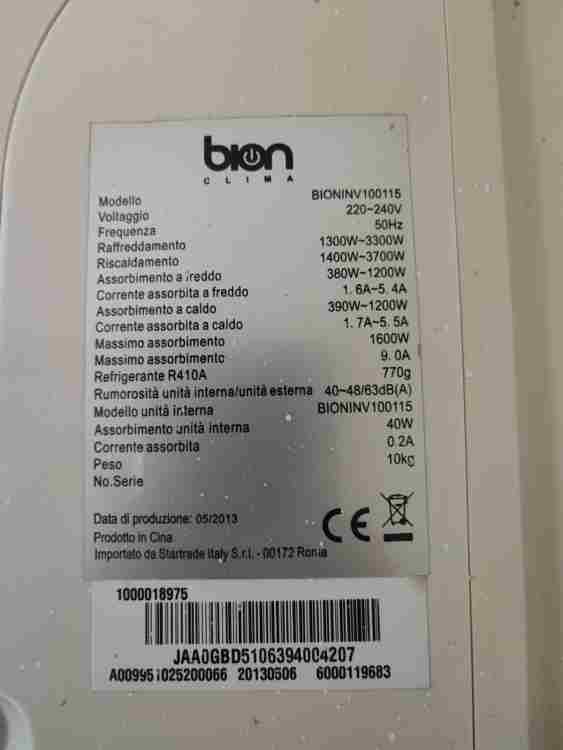 bion
CLIMA
Modello BIONINV100115
Voltaggio 220~240V
Frequenza 50Hz
Raffreddamento 1300W~3300W
Riscaldamento 1400W~3700W
Assorbimento a freddo 380W~1200W
Corrente assorbita a freddo 1.6A~5.4A
Assorbimento a caldo 390W~1200W
Corrente assorbita a caldo 1.7A~5.5A
Massimo assorbimento 1600W
Massimo assorbimento 9.0A
Refrigerante R410A 770g
Rumorosità unità interna/unità esterna 40~48/63dB(A)
Modello unità interna BIONINV100115
Assorbimento unità interna 40W
Corrente assorbita 0.2A
Peso 10kg
No.Serie
Data di produzione: 05/2013
Prodotto in Cina
Importato da Startrade Italy S.r.l. - 00172 Roma
CE
1000018975
JAA0GBD5106394004207
A009951025200066 20130506 6000119683